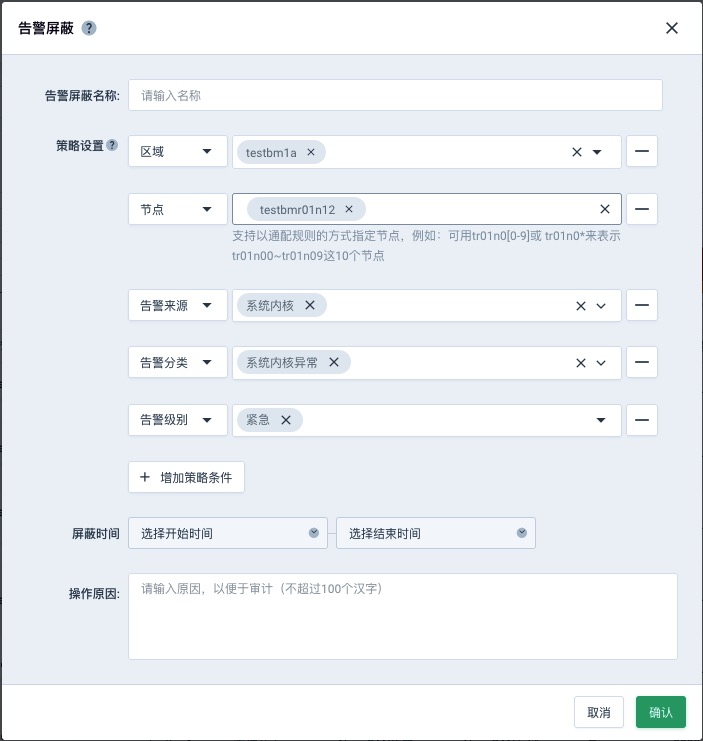 告警屏蔽 ?
告警屏蔽名称: 请输入名称
策略设置 ? 区域 testbm1a
节点 testbmr01n12
支持以通配规则的方式指定节点，例如：可用tr01n0[0-9]或 tr01n0*来表示
tr01n00~tr01n09这10个节点
告警来源 系统内核
告警分类 系统内核异常
告警级别 紧急
+ 增加策略条件
屏蔽时间 选择开始时间 选择结束时间
操作原因: 请输入原因，以便于审计（不超过100个汉字）
取消 确认